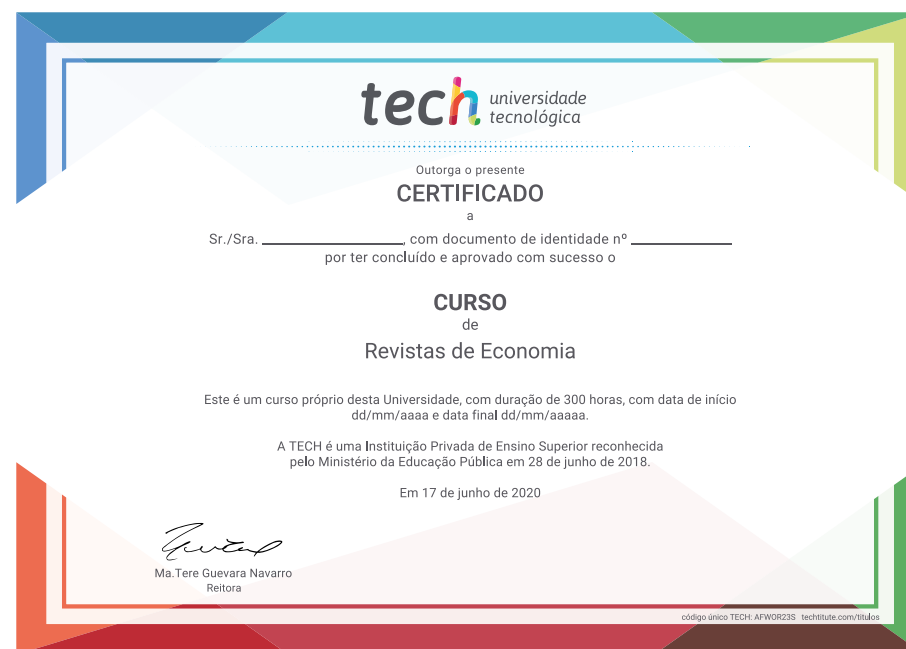 tech universidade
tecnológica
Outorga o presente
CERTIFICADO
a
Sr./Sra. ____________, com documento de identidade nº ____________
por ter concluído e aprovado com sucesso o
CURSO
de
Revistas de Economia
Este é um curso próprio desta Universidade, com duração de 300 horas, com data de início
dd/mm/aaaa e data final dd/mm/aaaaa.
A TECH é uma Instituição Privada de Ensino Superior reconhecida
pelo Ministério da Educação Pública em 28 de junho de 2018.
Em 17 de junho de 2020
Ma.Tere Guevara Navarro
Reitora
código único TECH: AFWOR23S techtitute.com/titulos